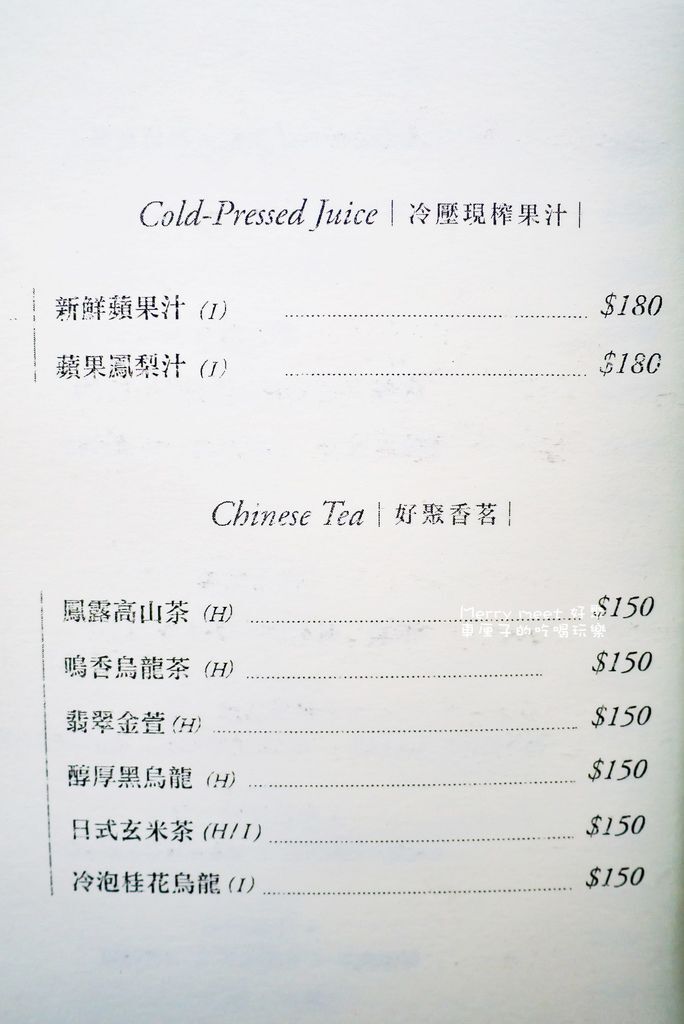 Cold-Pressed Juice | 冷壓現榨果汁 |
新鮮蘋果汁 (I) $180
蘋果鳳梨汁 (I) $180
Chinese Tea | 好聚香茗 |
鳳露高山茶 (H) $150
Merry meet 好聚
車厘子的吃喝玩樂
鳴香烏龍茶 (H) $150
翡翠金萱 (H) $150
醇厚黑烏龍 (H) $150
日式玄米茶 (H/I) $150
冷泡桂花烏龍 (I) $150